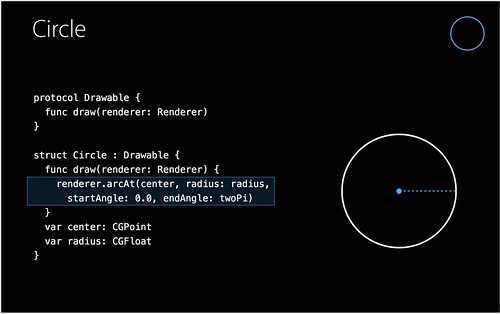 Circle
protocol Drawable {
  func draw(renderer: Renderer)
}
struct Circle : Drawable {
  func draw(renderer: Renderer) {
    renderer.arcAt(center, radius: radius,
      startAngle: 0.0, endAngle: twoPi)
  }
  var center: CGPoint
  var radius: CGFloat
}